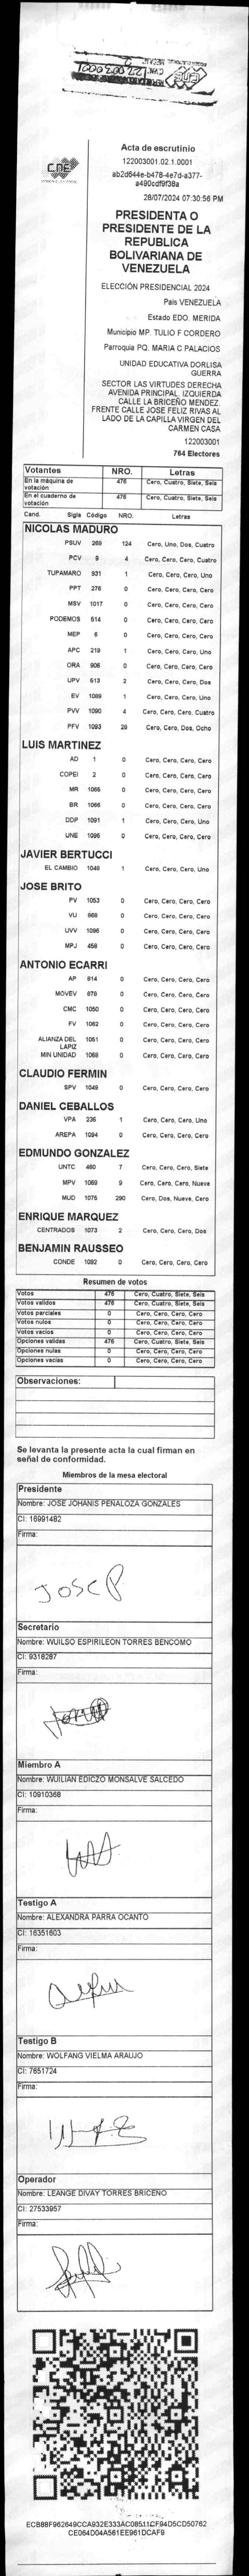 CNE
Acta de escrutinio
122003001.02.1.0001
ab2d644e-b478-4e7d-a377-
a490cdf9f38a
28/07/2024 07:30:56 PM
PRESIDENTA O
PRESIDENTE DE LA
REPUBLICA
BOLIVARIANA DE
VENEZUELA
ELECCIÓN PRESIDENCIAL 2024
País VENEZUELA
Estado EDO. MERIDA
Municipio MP. TULIO F CORDERO
Parroquia PQ. MARIA C PALACIOS
UNIDAD EDUCATIVA DORLISA
GUERRA
SECTOR LAS VIRTUDES DERECHA
AVENIDA PRINCIPAL. IZQUIERDA
CALLE LA BRICEÑO MENDEZ.
FRENTE CALLE JOSE FELIZ RIVAS AL
LADO DE LA CAPILLA VIRGEN DEL
CARMEN CASA
122003001
764 Electores
Votantes NRO. Letras
En la máquina de votación 476 Cero, Cuatro, Siete, Seis
En el cuaderno de votación 476 Cero, Cuatro, Siete, Seis
Cand. Sigla Código NRO. Letras
NICOLAS MADURO
PSUV 269 124 Cero, Uno, Dos, Cuatro
PCV 9 4 Cero, Cero, Cero, Cuatro
TUPAMARO 931 1 Cero, Cero, Cero, Uno
PPT 276 0 Cero, Cero, Cero, Cero
MSV 1017 0 Cero, Cero, Cero, Cero
PODEMOS 514 0 Cero, Cero, Cero, Cero
MEP 6 0 Cero, Cero, Cero, Cero
APC 219 1 Cero, Cero, Cero, Uno
ORA 906 0 Cero, Cero, Cero, Cero
UPV 613 2 Cero, Cero, Cero, Dos
EV 1089 1 Cero, Cero, Cero, Uno
PVV 1090 4 Cero, Cero, Cero, Cuatro
PFV 1093 28 Cero, Cero, Dos, Ocho
LUIS MARTINEZ
AD 1 0 Cero, Cero, Cero, Cero
COPEI 2 0 Cero, Cero, Cero, Cero
MR 1065 0 Cero, Cero, Cero, Cero
BR 1066 0 Cero, Cero, Cero, Cero
DDP 1091 1 Cero, Cero, Cero, Uno
UNE 1095 0 Cero, Cero, Cero, Cero
JAVIER BERTUCCI
EL CAMBIO 1048 1 Cero, Cero, Cero, Uno
JOSE BRITO
PV 1053 0 Cero, Cero, Cero, Cero
VU 868 0 Cero, Cero, Cero, Cero
UVV 1096 0 Cero, Cero, Cero, Cero
MPJ 458 0 Cero, Cero, Cero, Cero
ANTONIO ECARRI
AP 814 0 Cero, Cero, Cero, Cero
MOVEV 878 0 Cero, Cero, Cero, Cero
CMC 1050 0 Cero, Cero, Cero, Cero
FV 1062 0 Cero, Cero, Cero, Cero
ALIANZA DEL LAPIZ 1051 0 Cero, Cero, Cero, Cero
MIN UNIDAD 1068 0 Cero, Cero, Cero, Cero
CLAUDIO FERMIN
SPV 1049 0 Cero, Cero, Cero, Cero
DANIEL CEBALLOS
VPA 236 1 Cero, Cero, Cero, Uno
AREPA 1094 0 Cero, Cero, Cero, Cero
EDMUNDO GONZALEZ
UNTC 460 7 Cero, Cero, Cero, Siete
MPV 1069 9 Cero, Cero, Cero, Nueve
MUD 1075 290 Cero, Dos, Nueve, Cero
ENRIQUE MARQUEZ
CENTRADOS 1073 2 Cero, Cero, Cero, Dos
BENJAMIN RAUSSEO
CONDE 1092 0 Cero, Cero, Cero, Cero
Resumen de votos
Votos 476 Cero, Cuatro, Siete, Seis
Votos validos 476 Cero, Cuatro, Siete, Seis
Votos parciales 0 Cero, Cero, Cero, Cero
Votos nulos 0 Cero, Cero, Cero, Cero
Votos vacios 0 Cero, Cero, Cero, Cero
Opciones validas 476 Cero, Cuatro, Siete, Seis
Opciones nulas 0 Cero, Cero, Cero, Cero
Opciones vacias 0 Cero, Cero, Cero, Cero
Observaciones:
Se levanta la presente acta la cual firman en
señal de conformidad.
Miembros de la mesa electoral
Presidente
Nombre: JOSE JOHANIS PEÑALOZA GONZALES
CI: 16991482
Firma:
JOSE P
Secretario
Nombre: WUILSO ESPIRILEON TORRES BENCOMO
CI: 9316287
Firma:
Miembro A
Nombre: WUILIAN EDICZO MONSALVE SALCEDO
CI: 10910368
Firma:
Testigo A
Nombre: ALEXANDRA PARRA OCANTO
CI: 16351603
Firma:
Testigo B
Nombre: WOLFANG VIELMA ARAUJO
CI: 7651724
Firma:
Operador
Nombre: LEANGE DIVAY TORRES BRICEÑO
CI: 27533957
Firma:
ECB88F962649CCA932E333AC08511CF94D5CD50762
CE064D04A561EE961DCAF9